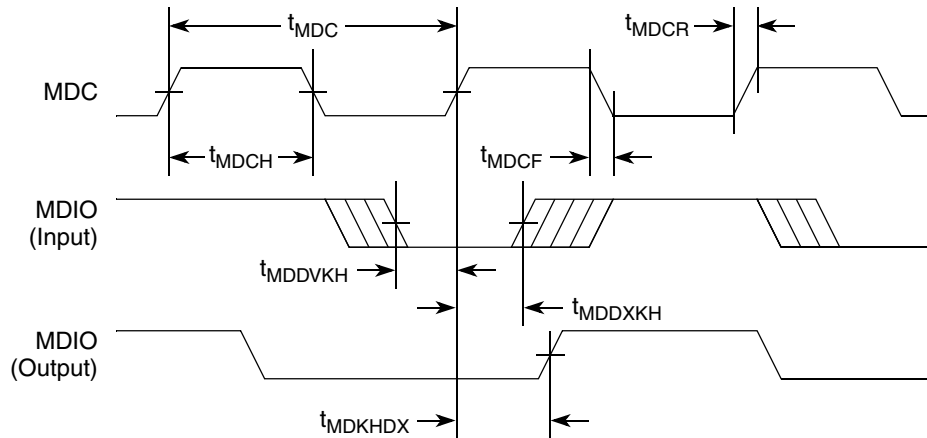 tMDC
tMDCR
MDC
tMDCH
tMDCF
MDIO
(Input)
tMDDVKH
tMDDXKH
MDIO
(Output)
tMDKHDX